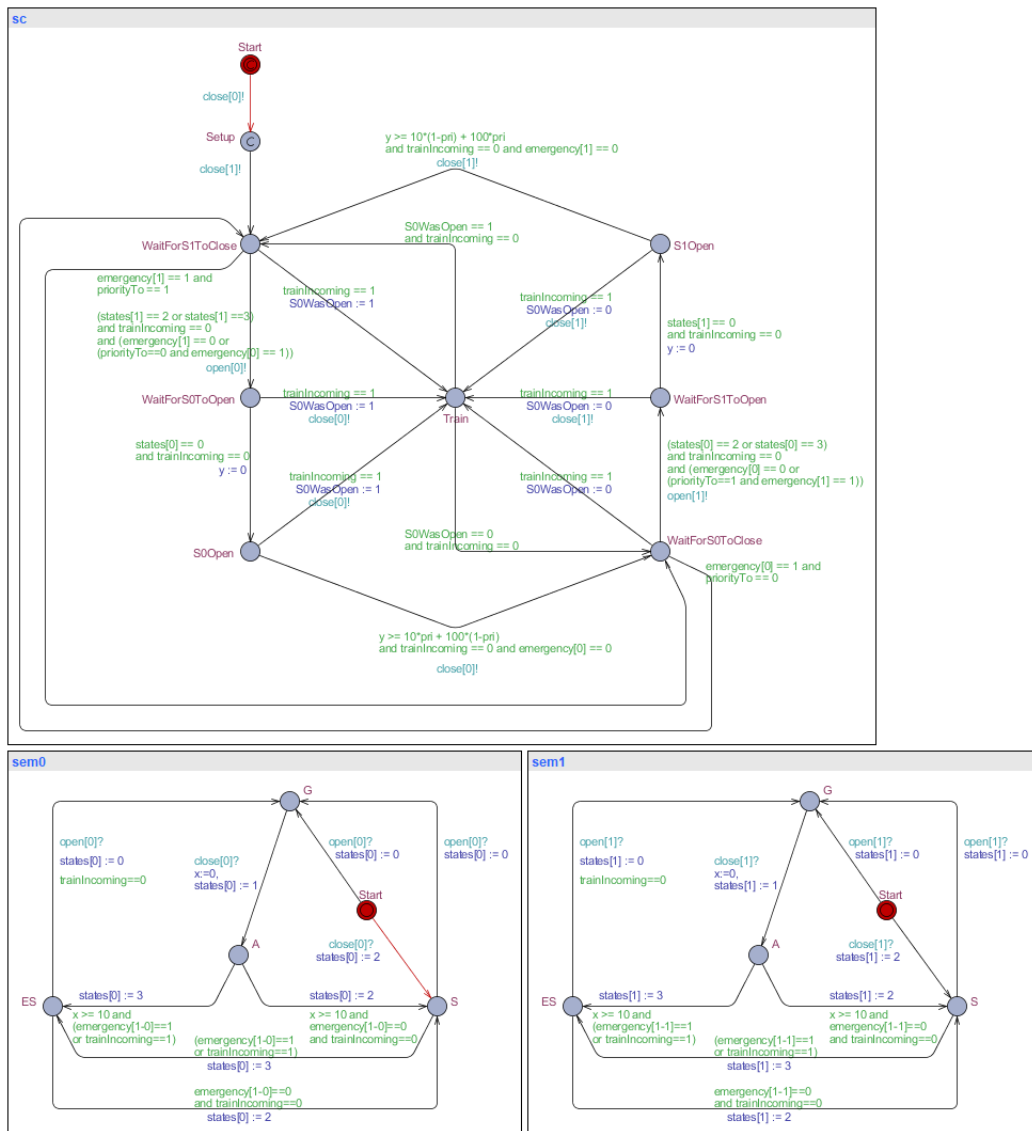 sc
Start
close[0]!
Setup
C
close[1]!
y >= 10*(1-pri) + 100*pri
and trainIncoming == 0 and emergency[1] == 0
close[1]!
S0WasOpen == 1
and trainIncoming == 0
WaitForS1ToClose
S1Open
emergency[1] == 1 and
priorityTo == 1
trainIncoming == 1
S0WasOpen := 1
trainIncoming == 1
S0WasOpen := 0
close[1]!
(states[1] == 2 or states[1] ==3)
and trainIncoming == 0
and (emergency[1] == 0 or
(priorityTo==0 and emergency[0] == 1))
open[0]!
states[1] == 0
and trainIncoming == 0
y := 0
WaitForS0ToOpen
trainIncoming == 1
S0WasOpen := 1
close[0]!
Train
trainIncoming == 1
S0WasOpen := 0
close[1]!
WaitForS1ToOpen
states[0] == 0
and trainIncoming == 0
y := 0
trainIncoming == 1
S0WasOpen := 1
close[0]!
trainIncoming == 1
S0WasOpen := 0
(states[0] == 2 or states[0] == 3)
and trainIncoming == 0
and (emergency[0] == 0 or
(priorityTo==1 and emergency[1] == 1))
open[1]!
S0Open
S0WasOpen == 0
and trainIncoming == 0
WaitForS0ToClose
emergency[0] == 1 and
priorityTo == 0
y >= 10*pri + 100*(1-pri)
and trainIncoming == 0 and emergency[0] == 0
close[0]!
sem0
G
open[0]?
states[0] := 0
trainIncoming==0
close[0]?
x:=0,
states[0] := 1
open[0]?
states[0] := 0
open[0]?
states[0] := 0
Start
A
close[0]?
states[0] := 2
ES
states[0] := 3
states[0] := 2
S
x >= 10 and
(emergency[1-0]==1
or trainIncoming==1)
x >= 10 and
emergency[1-0]==0
and trainIncoming==0
(emergency[1-0]==1
or trainIncoming==1)
states[0] := 3
emergency[1-0]==0
and trainIncoming==0
states[0] := 2
sem1
G
open[1]?
states[1] := 0
trainIncoming==0
close[1]?
x:=0,
states[1] := 1
open[1]?
states[1] := 0
open[1]?
states[1] := 0
Start
A
close[1]?
states[1] := 2
ES
states[1] := 3
states[1] := 2
S
x >= 10 and
(emergency[1-1]==1
or trainIncoming==1)
x >= 10 and
emergency[1-1]==0
and trainIncoming==0
(emergency[1-1]==1
or trainIncoming==1)
states[1] := 3
emergency[1-1]==0
and trainIncoming==0
states[1] := 2